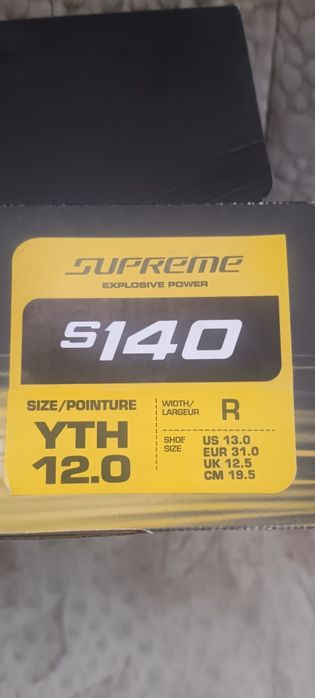 SUPREME
EXPLOSIVE POWER
S140
SIZE/POINTURE
YTH
12.0
WIDTH/
LARGEUR
R
SHOE
SIZE
US 13.0
EUR 31.0
UK 12.5
CM 19.5